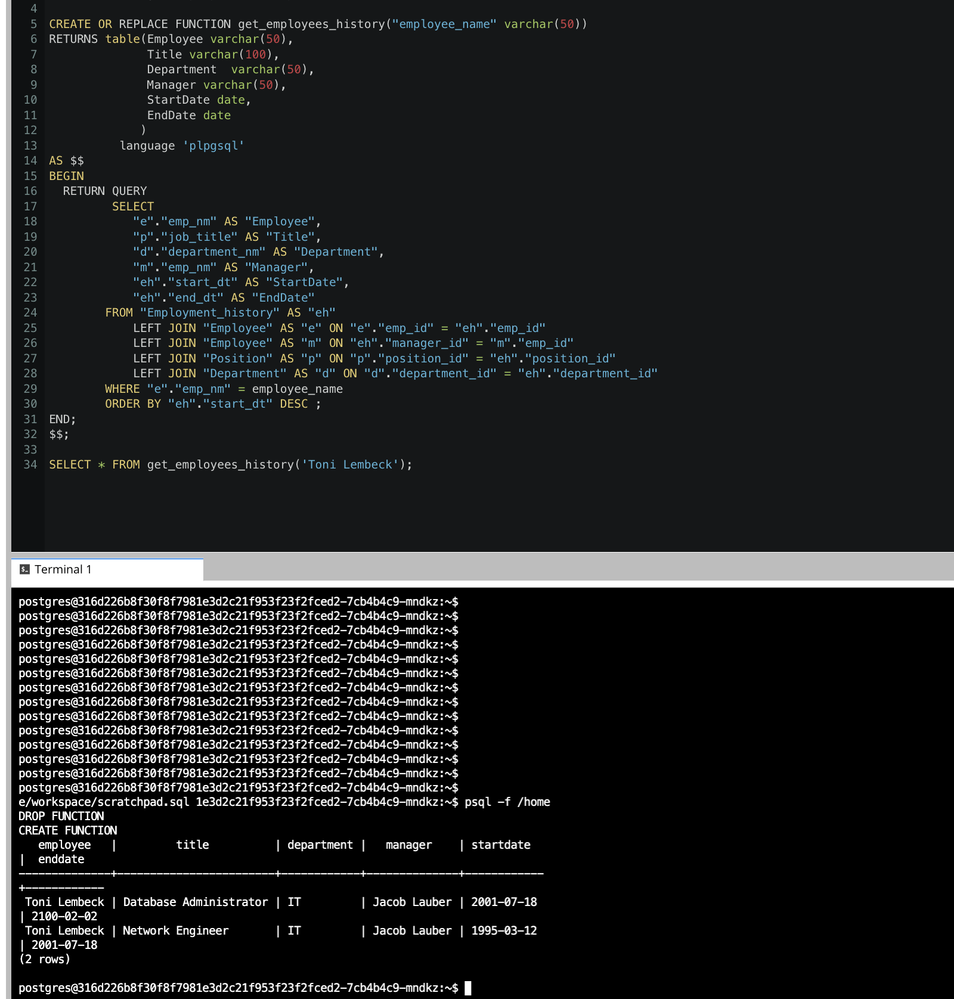 4
5 CREATE OR REPLACE FUNCTION get_employees_history("employee_name" varchar(50))
6 RETURNS table(Employee varchar(50),
7               Title varchar(100),
8               Department  varchar(50),
9               Manager varchar(50),
10               StartDate date,
11               EndDate date
12              )
13           language 'plpgsql'
14 AS $$
15 BEGIN
16   RETURN QUERY
17          SELECT
18             "e"."emp_nm" AS "Employee",
19             "p"."job_title" AS "Title",
20             "d"."department_nm" AS "Department",
21             "m"."emp_nm" AS "Manager",
22             "eh"."start_dt" AS "StartDate",
23             "eh"."end_dt" AS "EndDate"
24         FROM "Employment_history" AS "eh"
25             LEFT JOIN "Employee" AS "e" ON "e"."emp_id" = "eh"."emp_id"
26             LEFT JOIN "Employee" AS "m" ON "eh"."manager_id" = "m"."emp_id"
27             LEFT JOIN "Position" AS "p" ON "p"."position_id" = "eh"."position_id"
28             LEFT JOIN "Department" AS "d" ON "d"."department_id" = "eh"."department_id"
29         WHERE "e"."emp_nm" = employee_name
30         ORDER BY "eh"."start_dt" DESC ;
31 END;
32 $$;
33
34 SELECT * FROM get_employees_history('Toni Lembeck');
$_ Terminal 1
postgres@316d226b8f30f8f7981e3d2c21f953f23f2fced2-7cb4b4c9-mndkz:~$
postgres@316d226b8f30f8f7981e3d2c21f953f23f2fced2-7cb4b4c9-mndkz:~$
postgres@316d226b8f30f8f7981e3d2c21f953f23f2fced2-7cb4b4c9-mndkz:~$
postgres@316d226b8f30f8f7981e3d2c21f953f23f2fced2-7cb4b4c9-mndkz:~$
postgres@316d226b8f30f8f7981e3d2c21f953f23f2fced2-7cb4b4c9-mndkz:~$
postgres@316d226b8f30f8f7981e3d2c21f953f23f2fced2-7cb4b4c9-mndkz:~$
postgres@316d226b8f30f8f7981e3d2c21f953f23f2fced2-7cb4b4c9-mndkz:~$
postgres@316d226b8f30f8f7981e3d2c21f953f23f2fced2-7cb4b4c9-mndkz:~$
postgres@316d226b8f30f8f7981e3d2c21f953f23f2fced2-7cb4b4c9-mndkz:~$
postgres@316d226b8f30f8f7981e3d2c21f953f23f2fced2-7cb4b4c9-mndkz:~$
postgres@316d226b8f30f8f7981e3d2c21f953f23f2fced2-7cb4b4c9-mndkz:~$
postgres@316d226b8f30f8f7981e3d2c21f953f23f2fced2-7cb4b4c9-mndkz:~$
postgres@316d226b8f30f8f7981e3d2c21f953f23f2fced2-7cb4b4c9-mndkz:~$
postgres@316d226b8f30f8f7981e3d2c21f953f23f2fced2-7cb4b4c9-mndkz:~$
e/workspace/scratchpad.sql 1e3d2c21f953f23f2fced2-7cb4b4c9-mndkz:~$ psql -f /home
DROP FUNCTION
CREATE FUNCTION
   employee   |         title          | department |   manager    | startdate
|  enddate
--------------+------------------------+------------+--------------+------------
+------------
 Toni Lembeck | Database Administrator | IT         | Jacob Lauber | 2001-07-18
| 2100-02-02
 Toni Lembeck | Network Engineer       | IT         | Jacob Lauber | 1995-03-12
| 2001-07-18
(2 rows)
postgres@316d226b8f30f8f7981e3d2c21f953f23f2fced2-7cb4b4c9-mndkz:~$